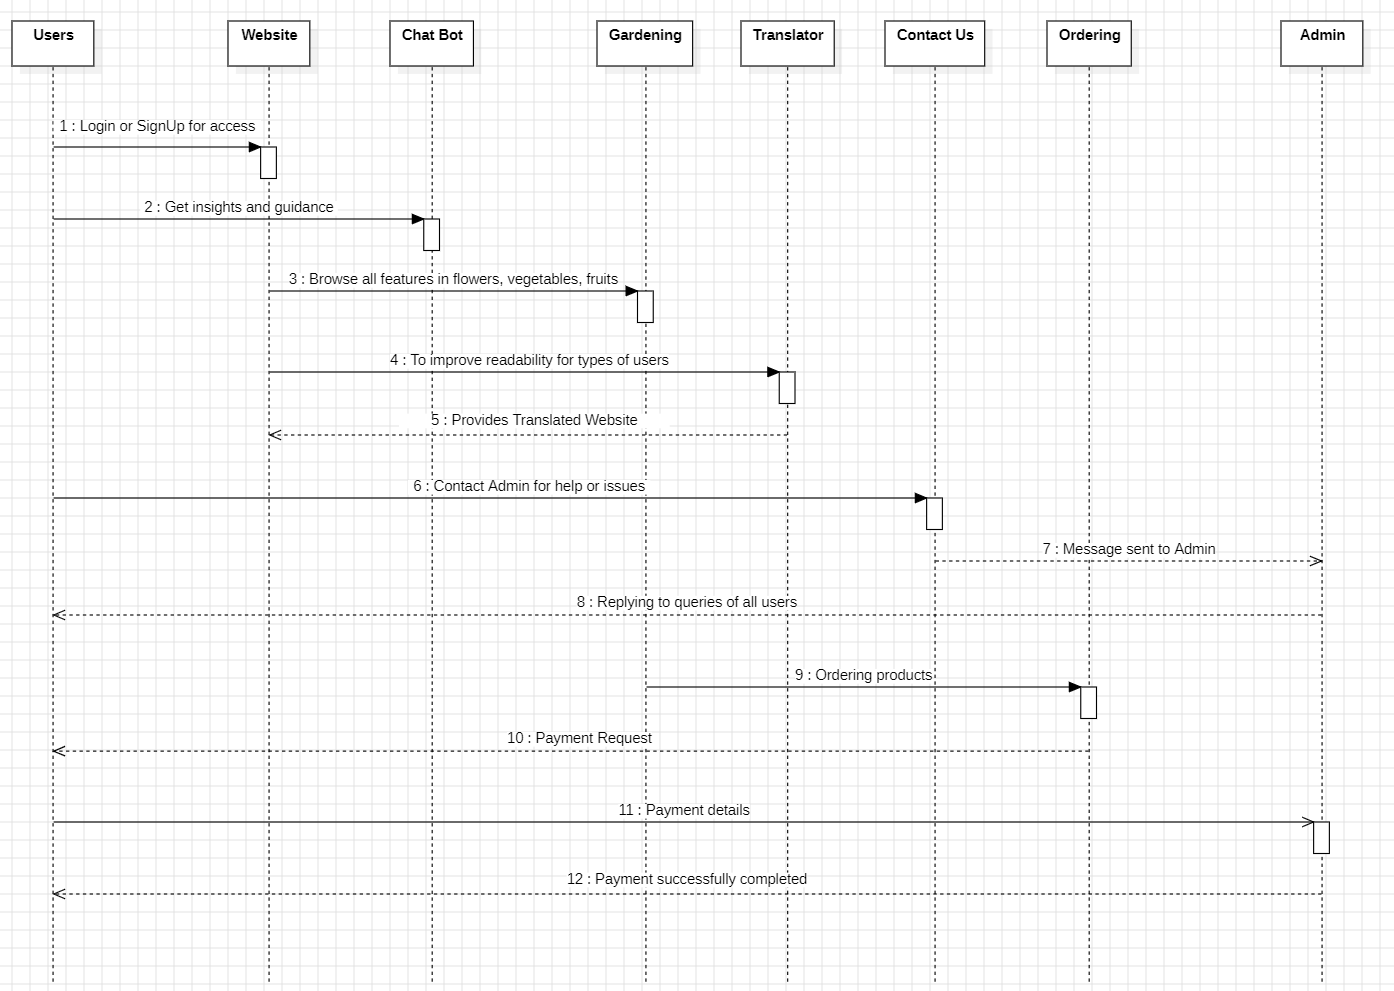 Users
Website
Chat Bot
Gardening
Translator
Contact Us
Ordering
Admin
1 : Login or SignUp for access
2 : Get insights and guidance
3 : Browse all features in flowers, vegetables, fruits
4 : To improve readability for types of users
5 : Provides Translated Website
6 : Contact Admin for help or issues
7 : Message sent to Admin
8 : Replying to queries of all users
9 : Ordering products
10 : Payment Request
11 : Payment details
12 : Payment successfully completed